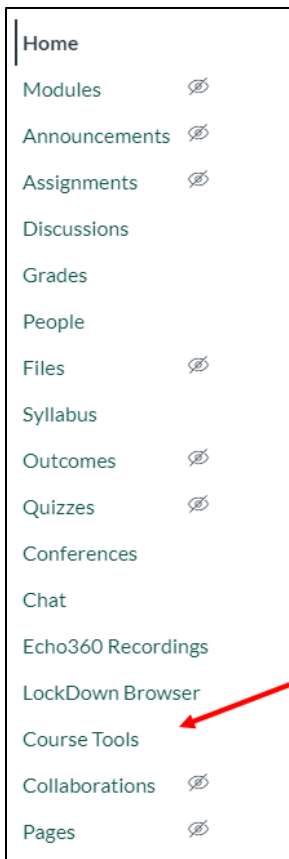 Home
Modules
Announcements
Assignments
Discussions
Grades
People
Files
Syllabus
Outcomes
Quizzes
Conferences
Chat
Echo360 Recordings
LockDown Browser
Course Tools
Collaborations
Pages